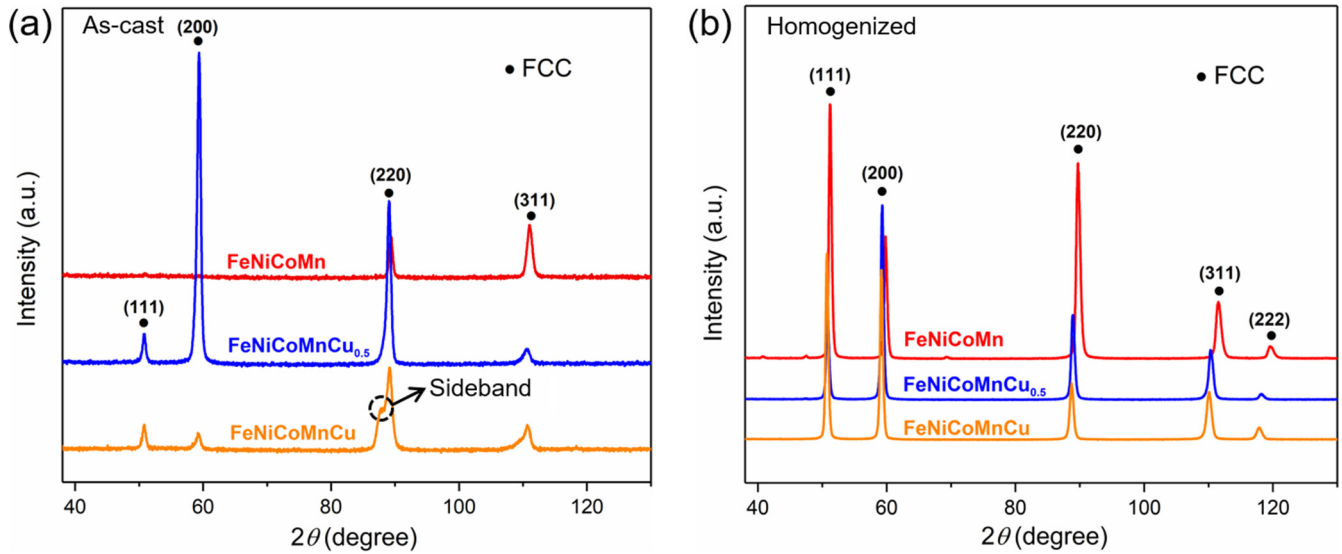 (a)
As-cast
(200)
• FCC
(220)
(311)
FeNiCoMn
(111)
FeNiCoMnCu0.5
Sideband
FeNiCoMnCu
Intensity (a.u.)
40 60 80 100 120
2θ (degree)
(b)
Homogenized
(111)
• FCC
(220)
(200)
(311)
(222)
FeNiCoMn
FeNiCoMnCu0.5
FeNiCoMnCu
Intensity (a.u.)
40 60 80 100 120
2θ (degree)